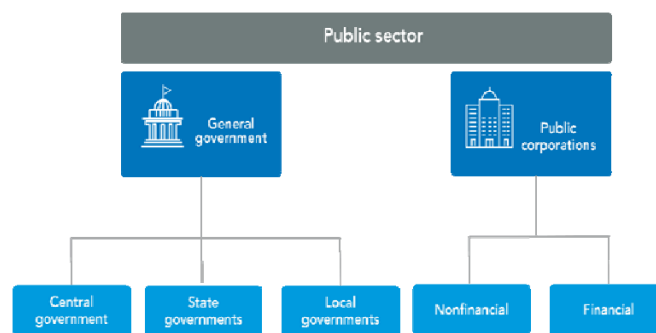 Public sector
General
government
Public
corporations
Central
government
State
governments
Local
governments
Nonfinancial
Financial